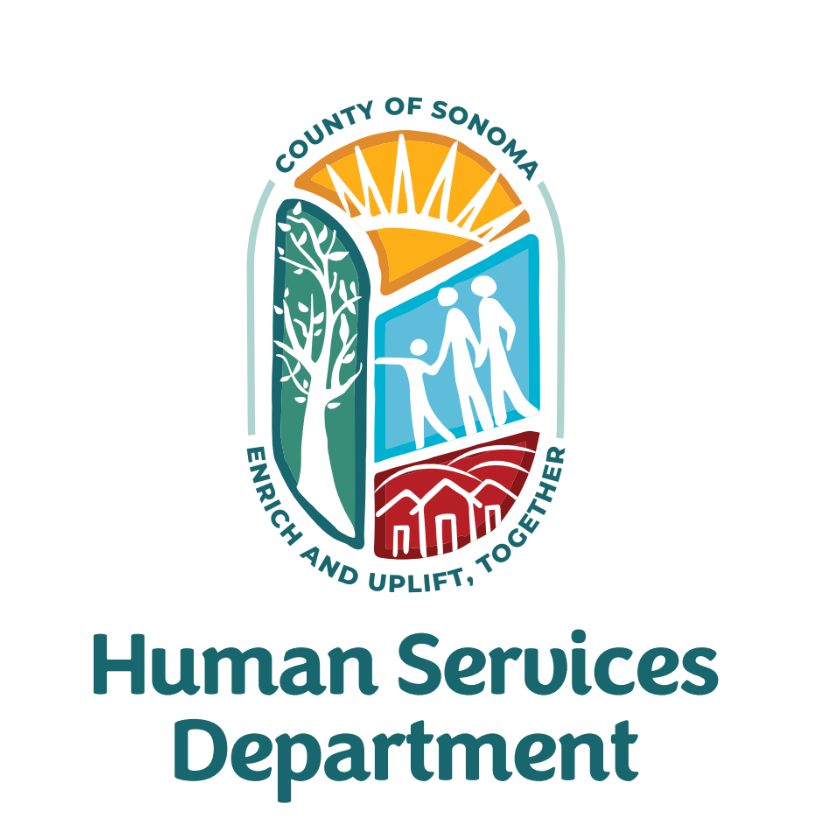 COUNTY OF SONOMA
ENRICH AND UPLIFT, TOGETHER
Human Services
Department